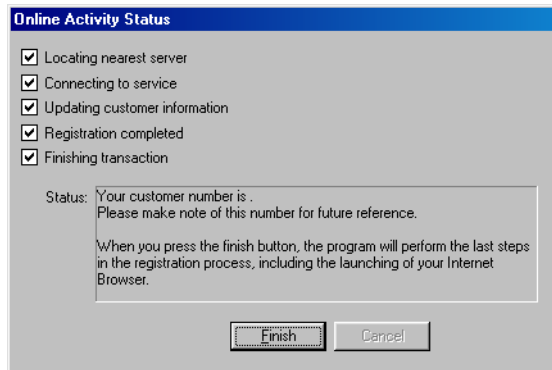 Online Activity Status
Locating nearest server
Connecting to service
Updating customer information
Registration completed
Finishing transaction
Status: Your customer number is .
Please make note of this number for future reference.
When you press the finish button, the program will perform the last steps
in the registration process, including the launching of your Internet
Browser.
Finish Cancel